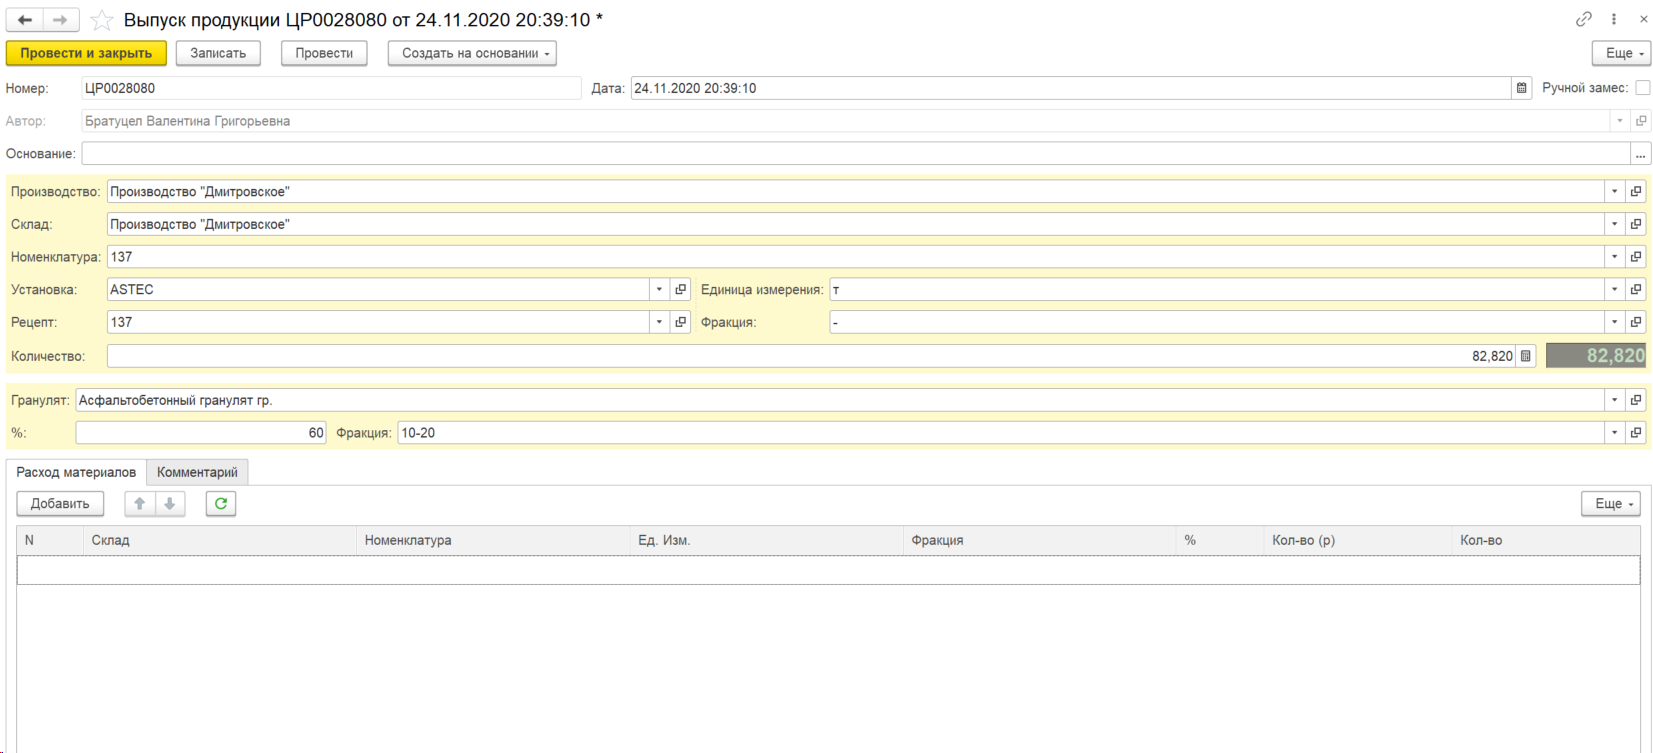 Выпуск продукции ЦР0028080 от 24.11.2020 20:39:10 *
Провести и закрыть Записать Провести Создать на основании Еще
Номер: ЦР0028080 Дата: 24.11.2020 20:39:10 Ручной замес:
Автор: Братуцел Валентина Григорьевна
Основание: ...
Производство: Производство "Дмитровское"
Склад: Производство "Дмитровское"
Номенклатура: 137
Установка: ASTEC Единица измерения: т
Рецепт: 137 Фракция: -
Количество: 82,820 82,820
Гранулят: Асфальтобетонный гранулят гр.
%: 60 Фракция: 10-20
Расход материалов Комментарий
Добавить Еще
N Склад Номенклатура Ед. Изм. Фракция % Кол-во (р) Кол-во